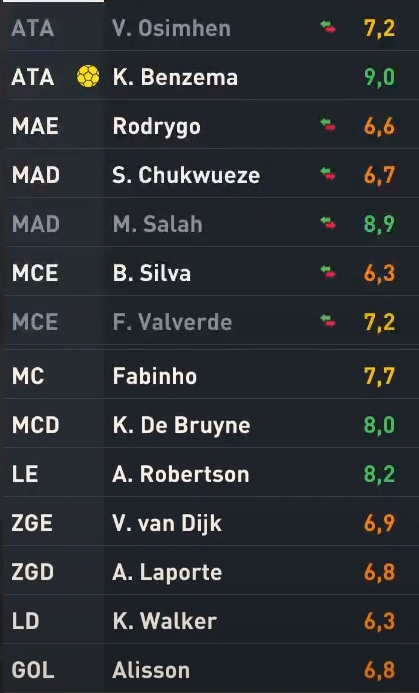 ATA V. Osimhen 7,2
ATA K. Benzema 9,0
MAE Rodrygo 6,6
MAD S. Chukwueze 6,7
MAD M. Salah 8,9
MCE B. Silva 6,3
MCE F. Valverde 7,2
MC Fabinho 7,7
MCD K. De Bruyne 8,0
LE A. Robertson 8,2
ZGE V. van Dijk 6,9
ZGD A. Laporte 6,8
LD K. Walker 6,3
GOL Alisson 6,8